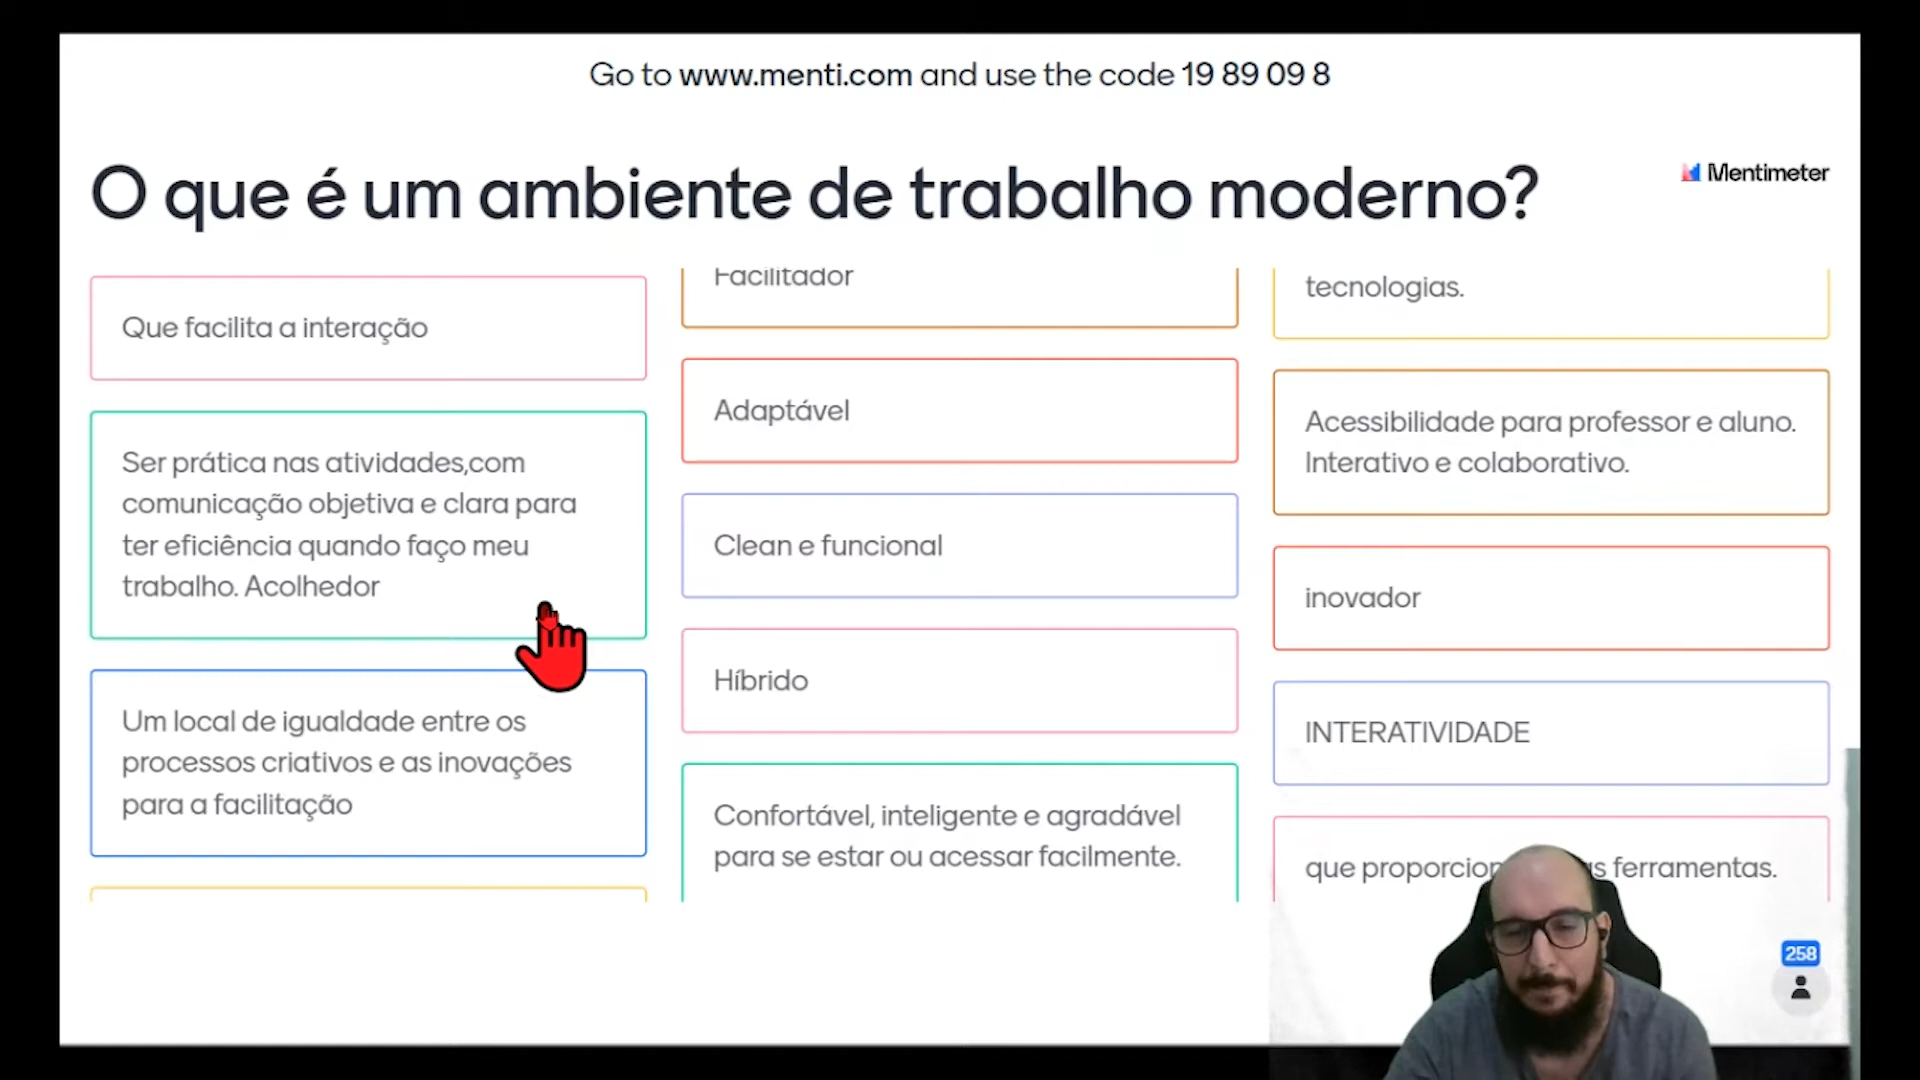 Go to www.menti.com and use the code 19 89 09 8
O que é um ambiente de trabalho moderno?
Mentimeter
Que facilita a interação
Ser prática nas atividades,com
comunicação objetiva e clara para
ter eficiência quando faço meu
trabalho. Acolhedor
Um local de igualdade entre os
processos criativos e as inovações
para a facilitação
Facilitador
Adaptável
Clean e funcional
Híbrido
Confortável, inteligente e agradável
para se estar ou acessar facilmente.
tecnologias.
Acessibilidade para professor e aluno.
Interativo e colaborativo.
inovador
INTERATIVIDADE
que ferramentas.
258